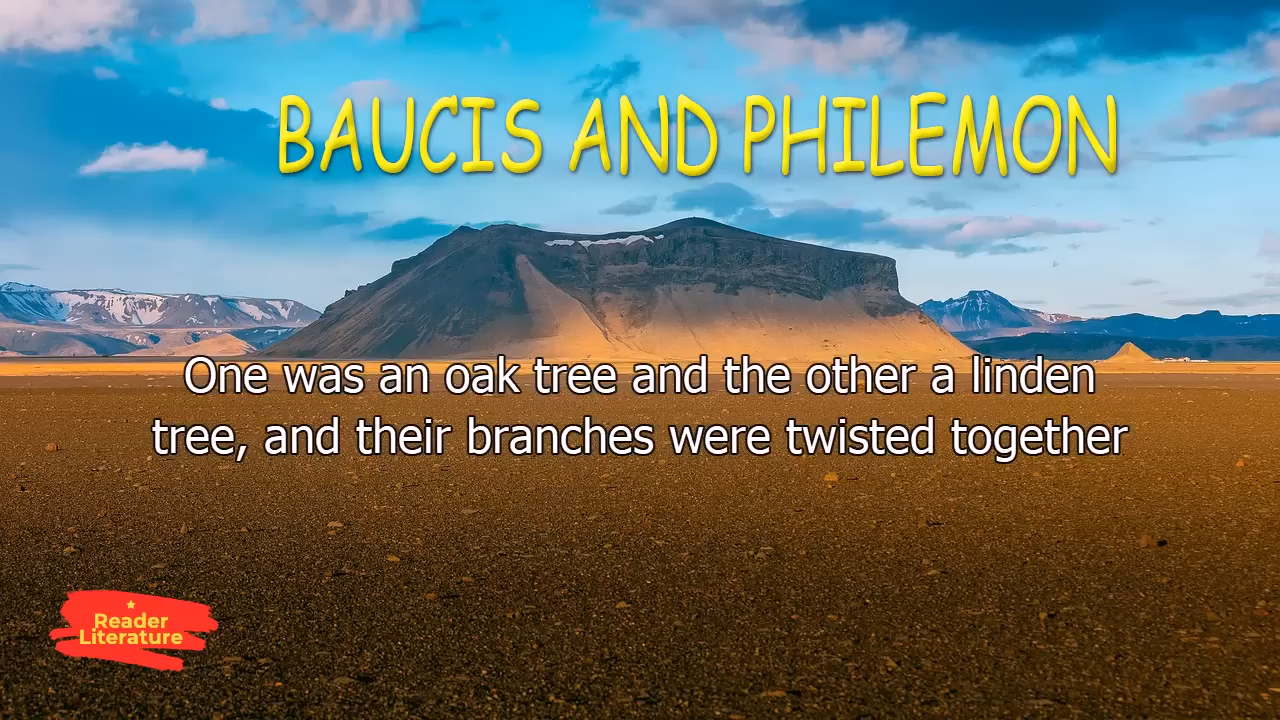 BAUCIS AND PHILEMON
One was an oak tree and the other a linden
tree, and their branches were twisted together
Reader
Literature